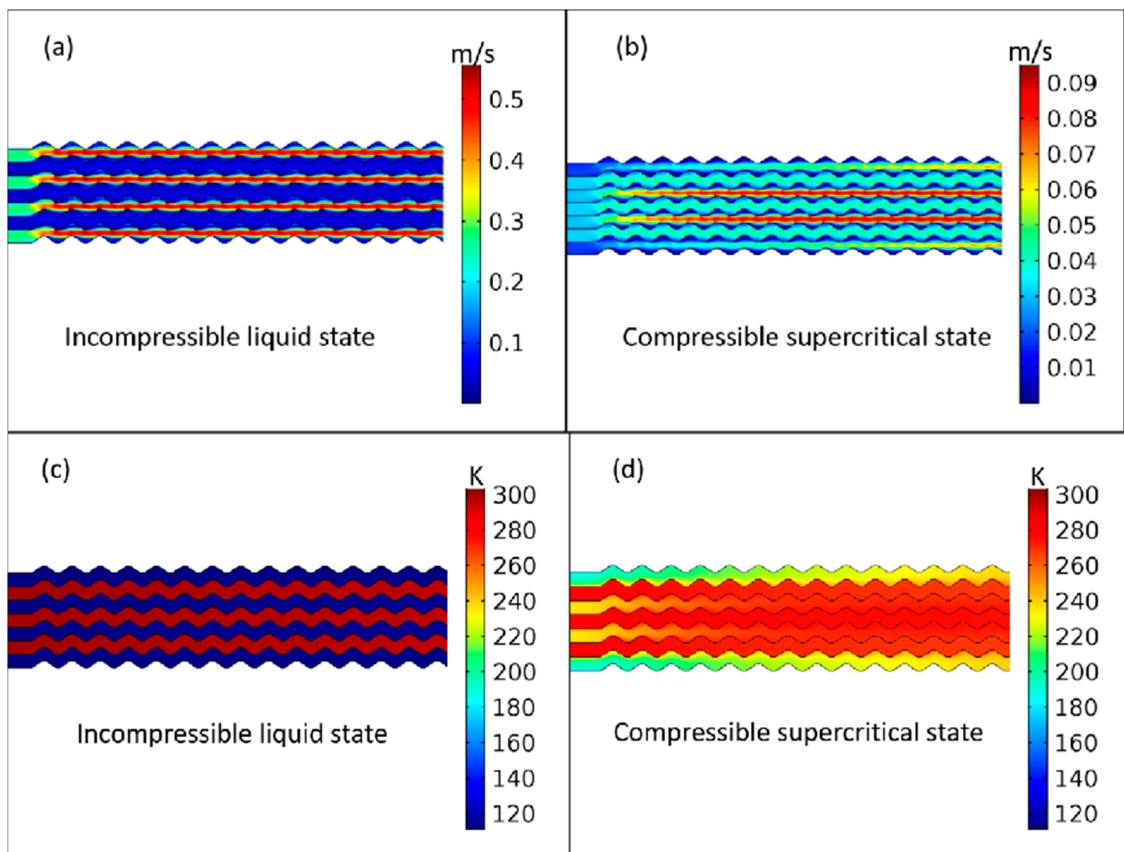 (a)
m/s
0.5
0.4
0.3
0.2
0.1
Incompressible liquid state
(b)
m/s
0.09
0.08
0.07
0.06
0.05
0.04
0.03
0.02
0.01
Compressible supercritical state
(c)
K
300
280
260
240
220
200
180
160
140
120
Incompressible liquid state
(d)
K
300
280
260
240
220
200
180
160
140
120
Compressible supercritical state